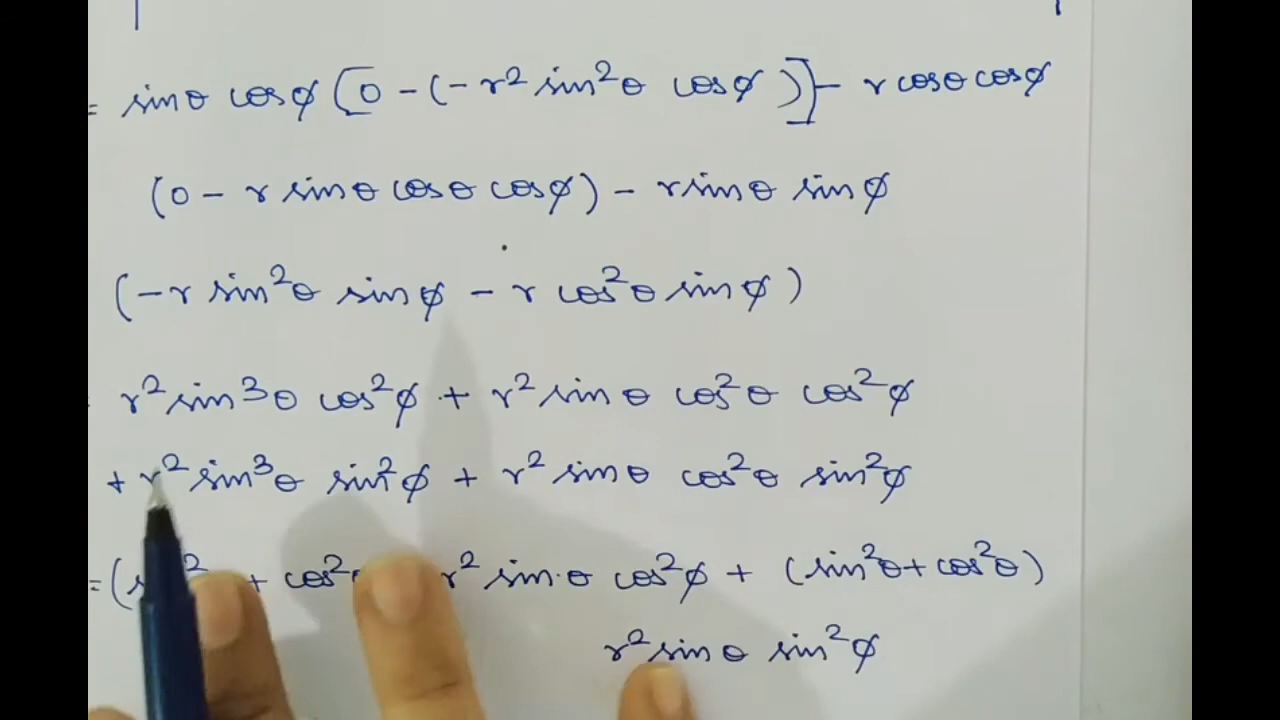 = sinθ cosφ [0 - (- r² sin²θ cosφ)] - r cosθ cosφ
(0 - r sinθ cosθ cosφ) - r sinθ sinφ
(- r sin²θ sinφ - r cos²θ sinφ)
r² sin³θ cos²φ + r² sinθ cos²θ cos²φ
+ r² sin³θ sin²φ + r² sinθ cos²θ sin²φ
= ( + cos² r² sin·θ cos²φ + (sin²θ + cos²θ)
r² sinθ sin²φ